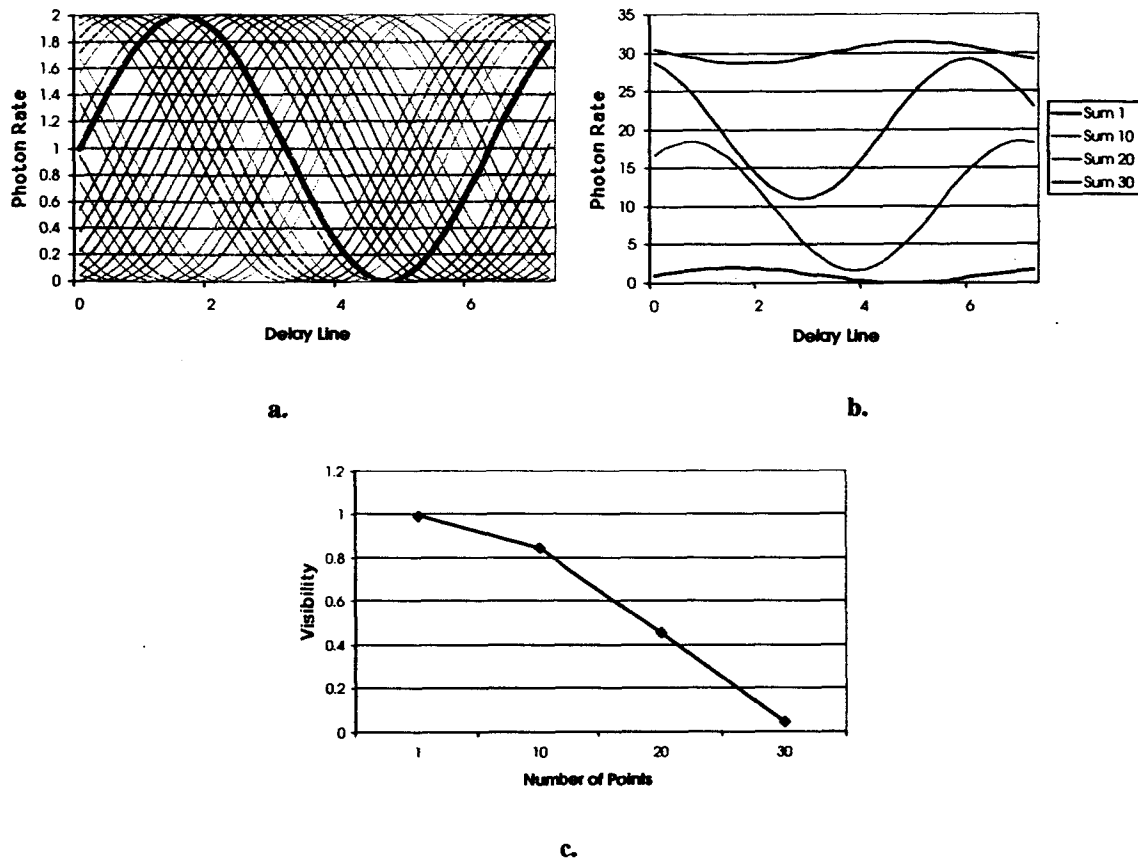 2
1.8
1.6
1.4
1.2
1
0.8
0.6
0.4
0.2
0
Photon Rate
0 2 4 6
Delay Line
a.
35
30
25
20
15
10
5
0
Photon Rate
0 2 4 6
Delay Line
Sum 1
Sum 10
Sum 20
Sum 30
b.
1.2
1
0.8
0.6
0.4
0.2
0
Visibility
1 10 20 30
Number of Points
c.